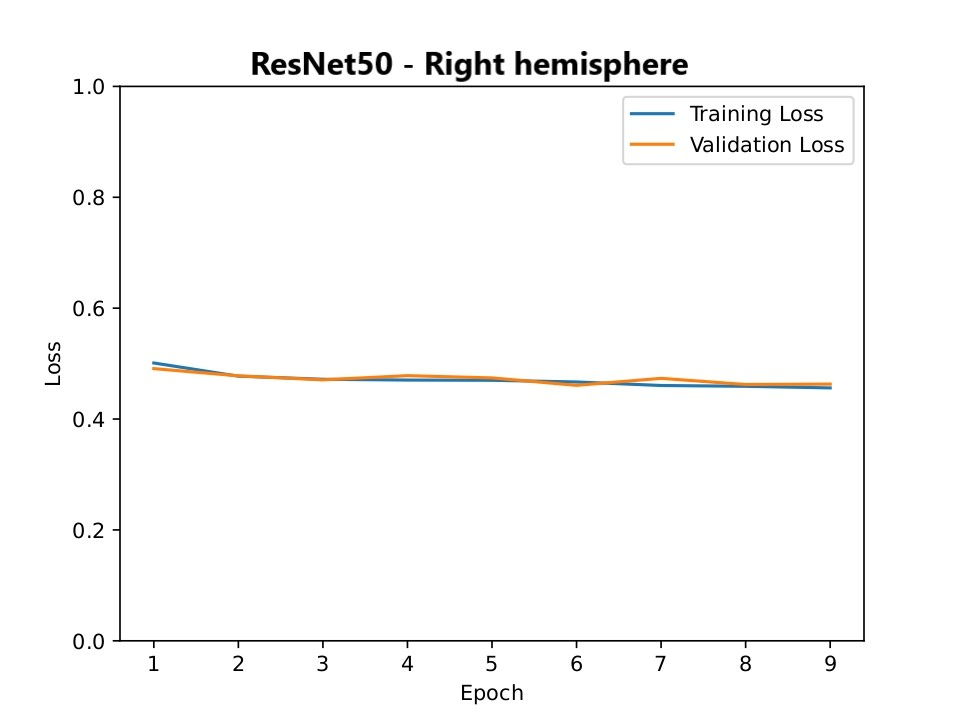 ResNet50 - Right hemisphere
1.0
Training Loss
Validation Loss
0.8
0.6
Loss
0.4
0.2
0.0
1 2 3 4 5 6 7 8 9
Epoch